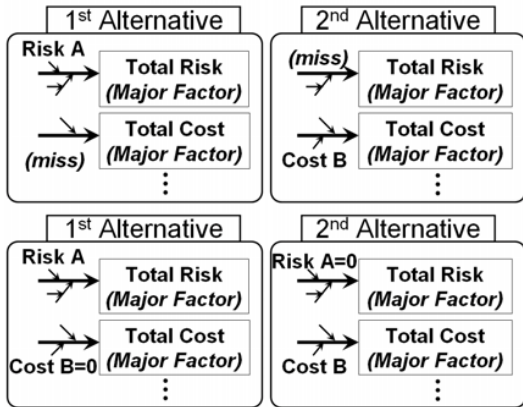 1st Alternative
Risk A
Total Risk
(Major Factor)
Total Cost
(miss)
(Major Factor)
2nd Alternative
(miss)
Total Risk
(Major Factor)
Total Cost
Cost B
(Major Factor)
1st Alternative
Risk A
Total Risk
(Major Factor)
Total Cost
Cost B=0
(Major Factor)
2nd Alternative
Risk A=0
Total Risk
(Major Factor)
Total Cost
Cost B
(Major Factor)